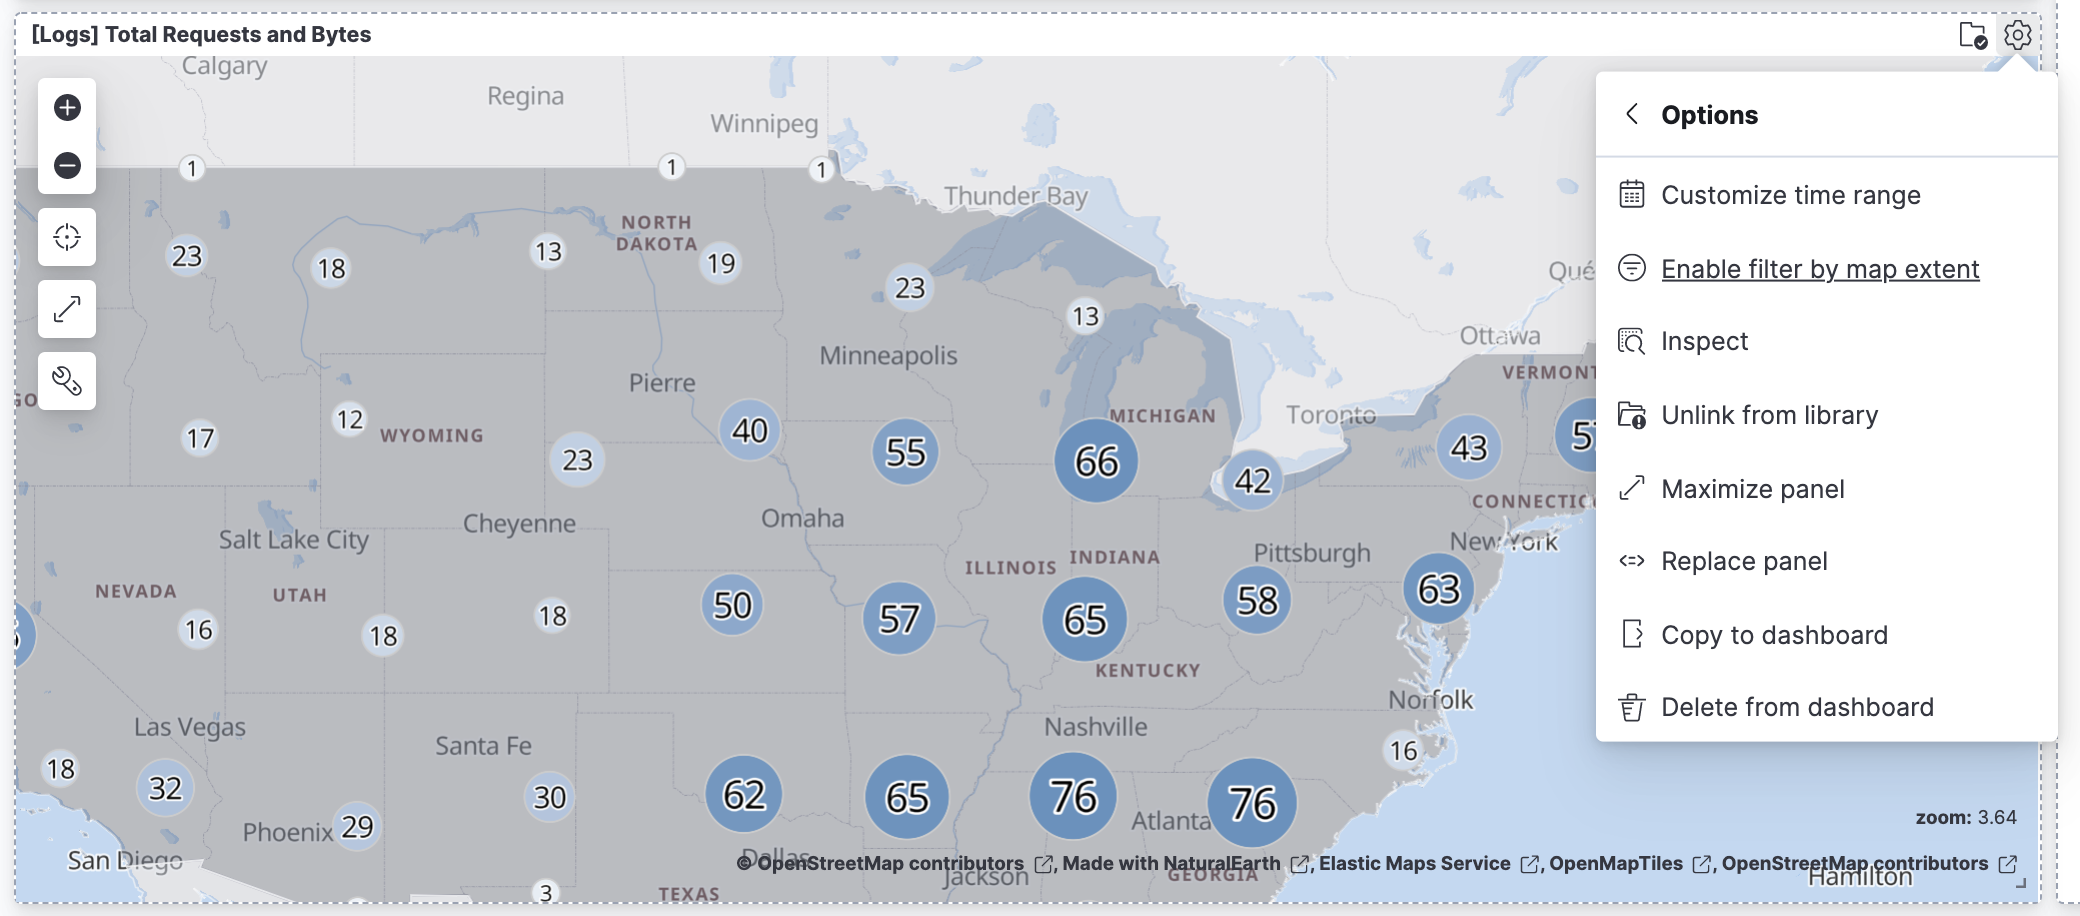 [Logs] Total Requests and Bytes
Calgary
Regina
Winnipeg
Options
1
1
1
Thunder Bay
Customize time range
NORTH
DAKOTA
23
18
13
19
23
13
Qué
Enable filter by map extent
Ottawa
Inspect
Minneapolis
Pierre
VERMONT
17
12
WYOMING
23
40
55
MICHIGAN
66
Toronto
42
43
Unlink from library
Salt Lake City
Cheyenne
Omaha
CONNECTIC
Maximize panel
NEVADA
UTAH
ILLINOIS
INDIANA
Pittsburgh
New York
Replace panel
16
18
18
50
57
65
58
63
Copy to dashboard
KENTUCKY
Las Vegas
Santa Fe
Nashville
Norfolk
Delete from dashboard
18
32
Phoenix
29
30
62
65
76
Atlanta
76
16
zoom: 3.64
San Diego
Dallas
© OpenStreetMap contributors, Made with NaturalEarth, Elastic Maps Service, OpenMapTiles, OpenStreetMap contributors
3
TEXAS
Jackson
GEORGIA
Hamilton